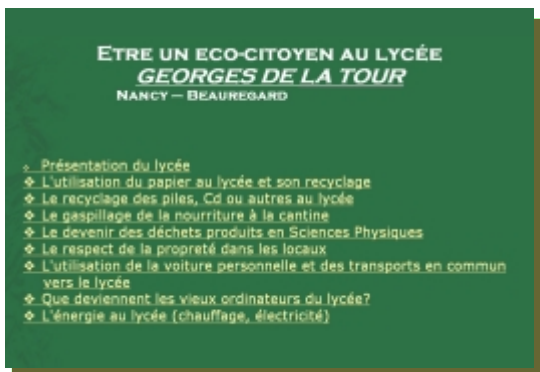 ETRE UN ECO-CITOYEN AU LYCÉE
GEORGES DE LA TOUR
NANCY – BEAUREGARD
Présentation du lycée
L'utilisation du papier au lycée et son recyclage
Le recyclage des piles, Cd ou autres au lycée
Le gaspillage de la nourriture à la cantine
Le devenir des déchets produits en Sciences Physiques
Le respect de la propreté dans les locaux
L'utilisation de la voiture personnelle et des transports en commun
vers le lycée
Que deviennent les vieux ordinateurs du lycée?
L'énergie au lycée (chauffage, électricité)